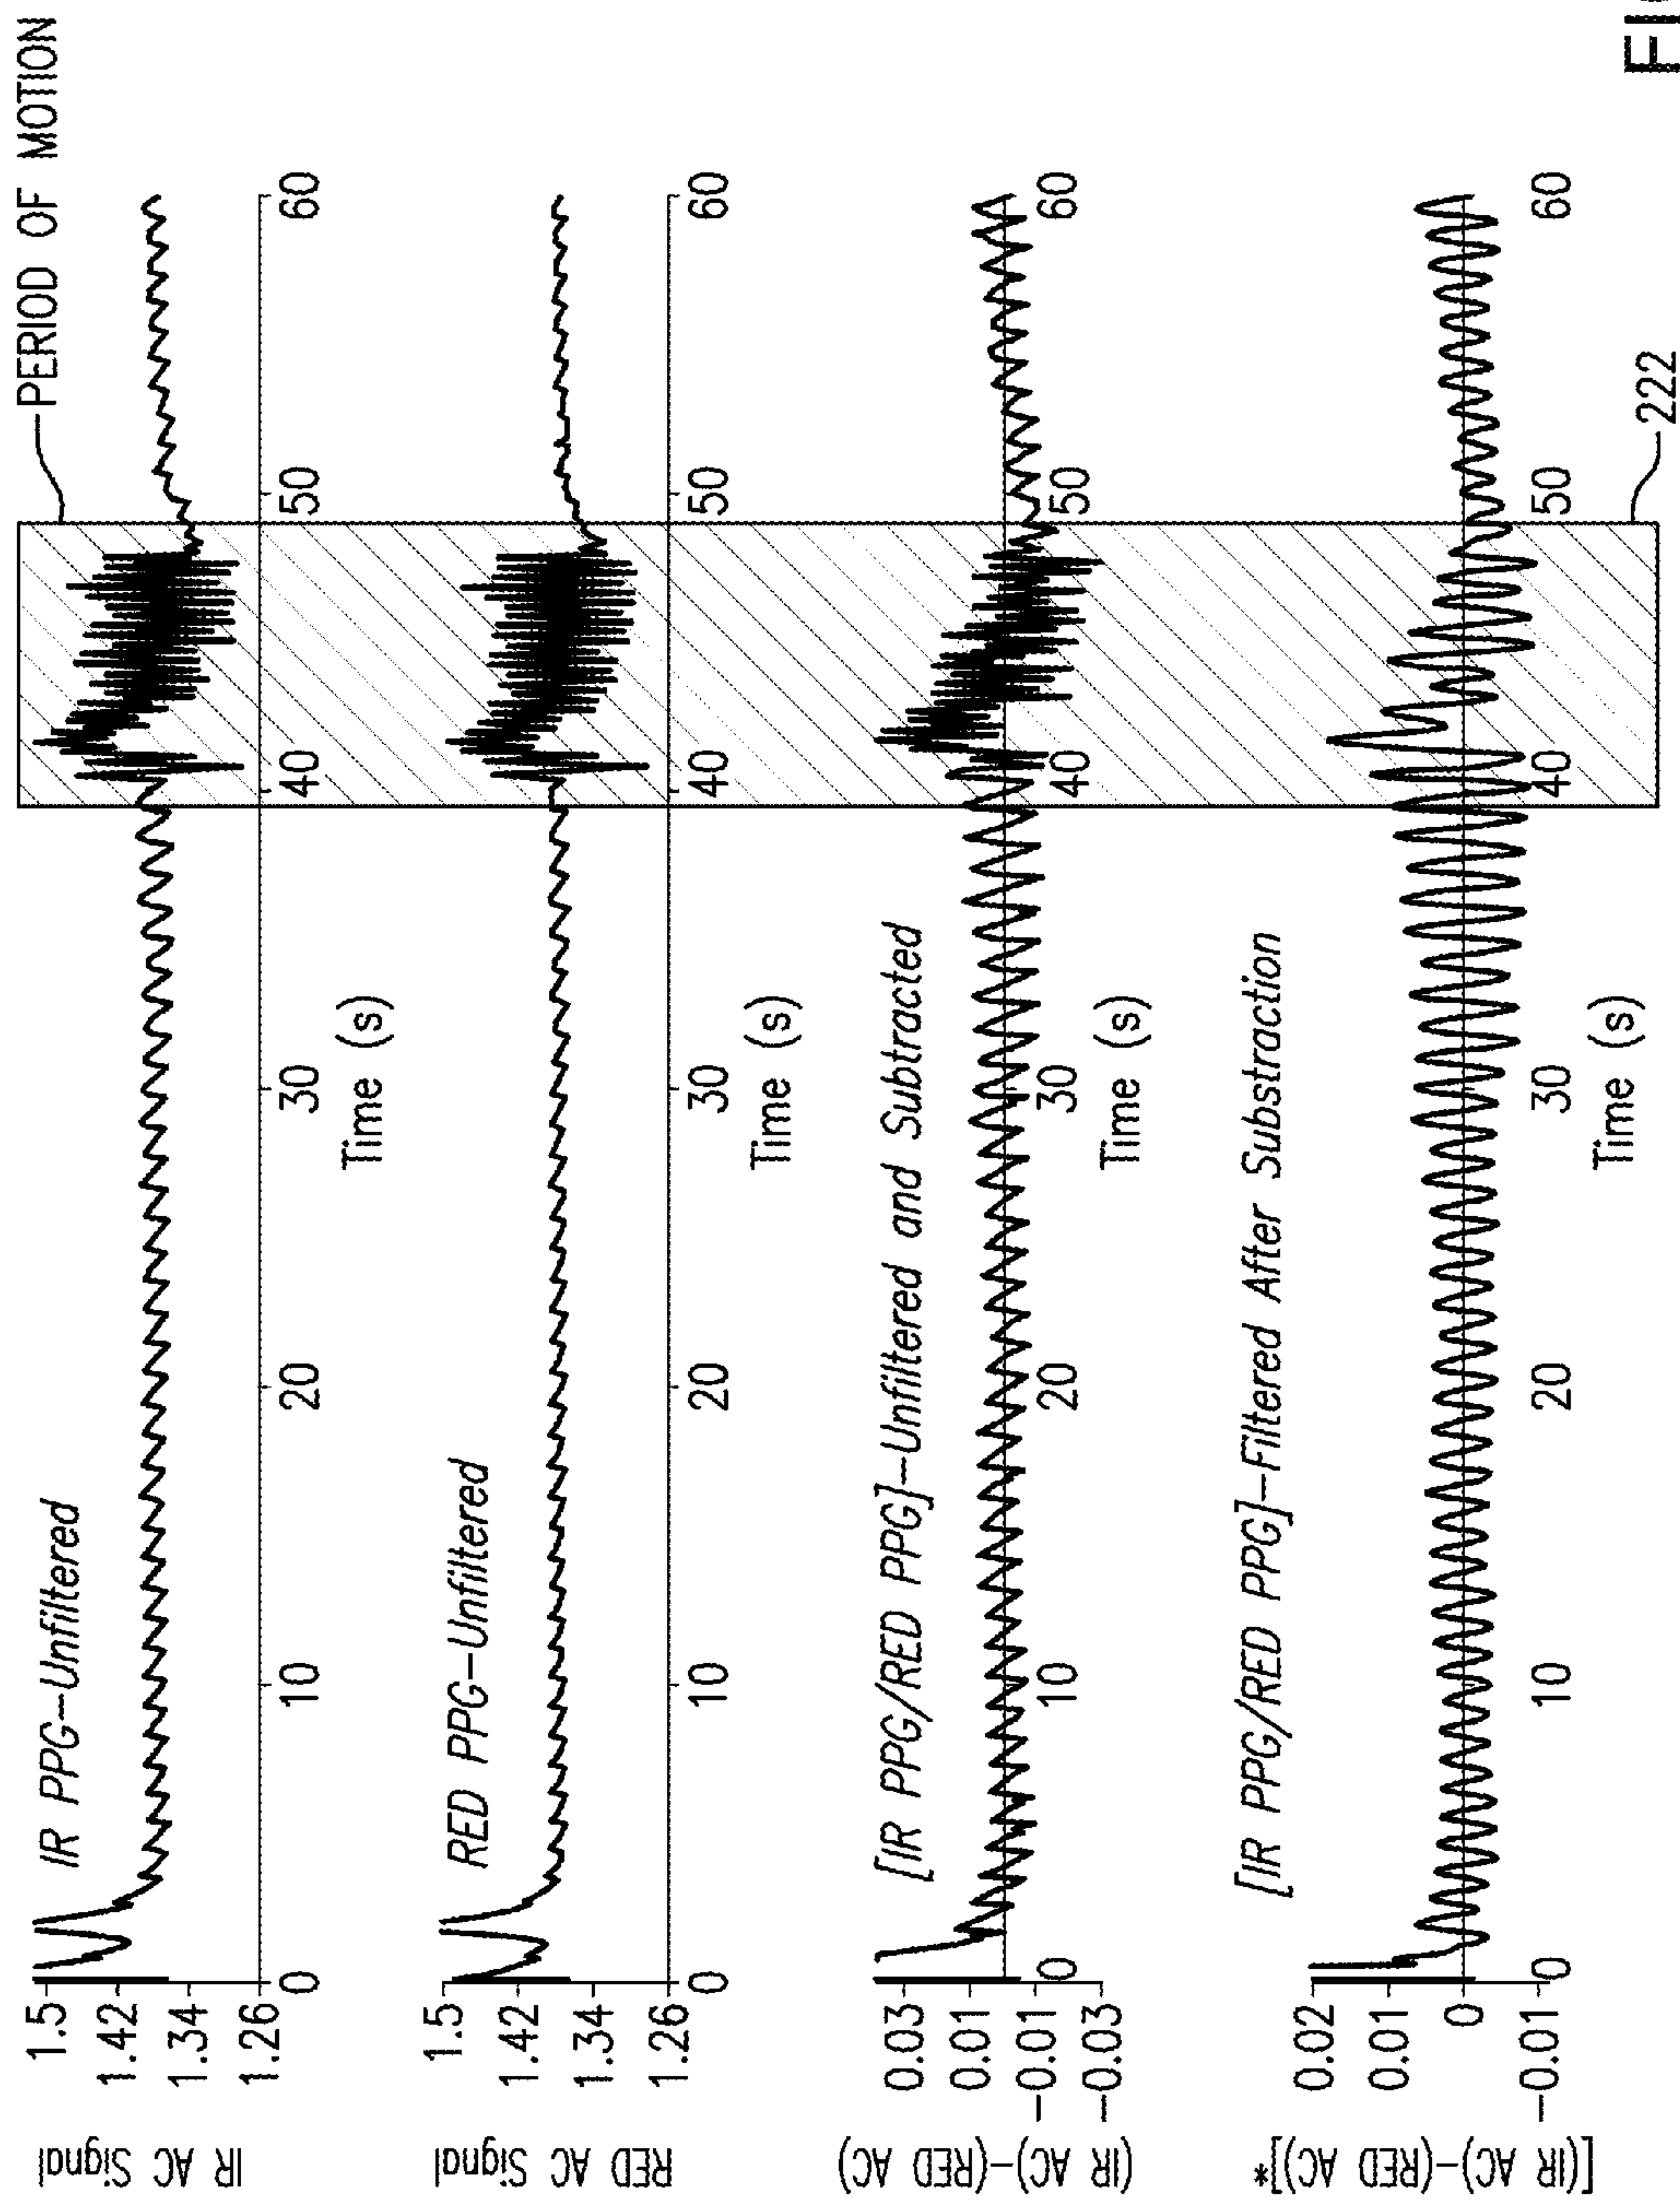 PERIOD OF MOTION
IR PPG-Unfiltered
IR AC Signal
1.5
1.42
1.34
1.26
0 10 20 30 40 50 60
Time (s)
RED PPG-Unfiltered
RED AC Signal
1.5
1.42
1.34
1.26
0 10 20 30 40 50 60
Time (s)
[IR PPG/RED PPG]-Unfiltered and Subtracted
(IR AC)-(RED AC)
0.03
0.01
-0.01
-0.03
0 10 20 30 40 50 60
Time (s)
[IR PPG/RED PPG]-Filtered After Substraction
[(IR AC)-(RED AC)]*
0.02
0.01
0
-0.01
0 10 20 30 40 50 60
Time (s)
222